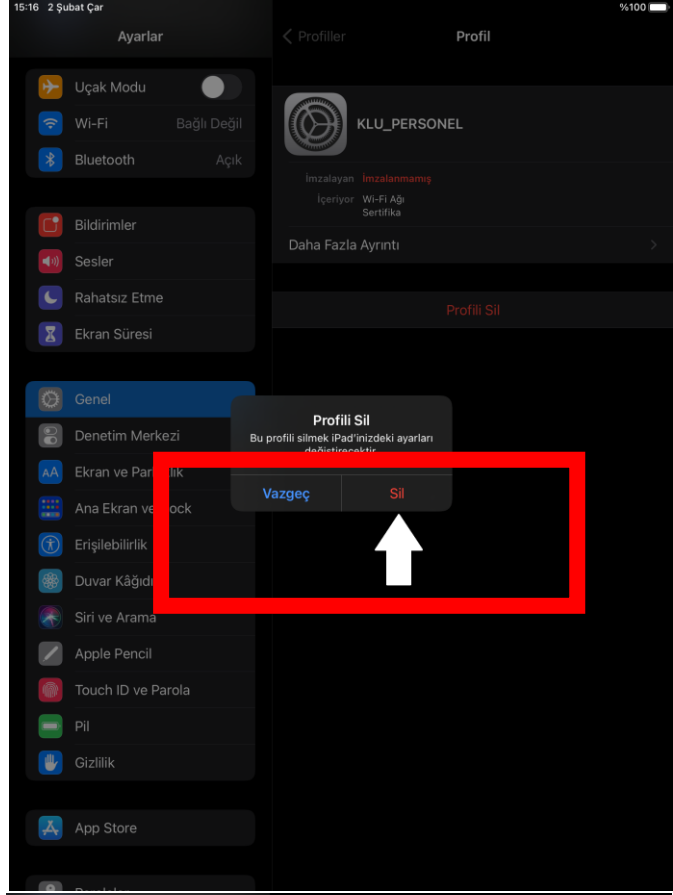 15:16 2 Şubat Çar
%100
Ayarlar
Uçak Modu
Wi-Fi Bağlı Değil
Bluetooth Açık
Bildirimler
Sesler
Rahatsız Etme
Ekran Süresi
Genel
Denetim Merkezi
Ekran ve
Ana Ekran ve
Erişilebilirlik
Duvar Kâğıdı
Siri ve Arama
Apple Pencil
Touch ID ve Parola
Pil
Gizlilik
App Store
Profiller
Profil
KLU_PERSONEL
İmzalayan İmzalanmamış
İçeriyor Wi-Fi Ağı
Sertifika
Daha Fazla Ayrıntı
Profili Sil
Profili Sil
Bu profili silmek iPad'inizdeki ayarları
değiştirecektir.
Vazgeç
Sil